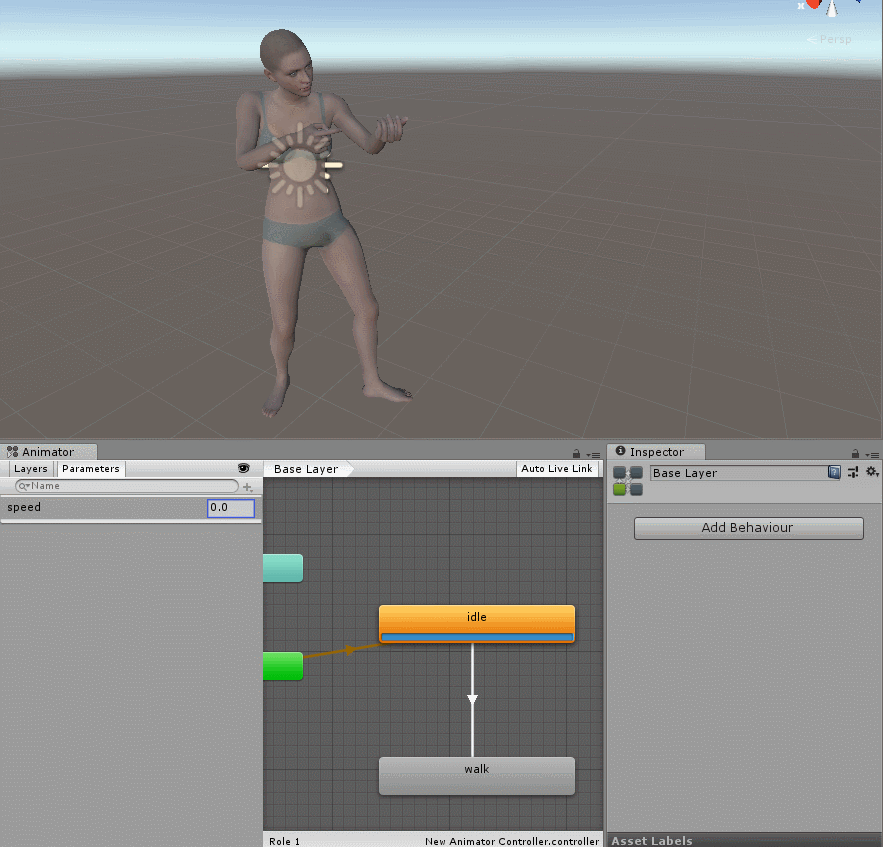 x
Persp
Animator
Inspector
Layers Parameters
Base Layer
Auto Live Link
Base Layer
Name
speed 0.0
Add Behaviour
idle
walk
Role 1
New Animator Controller.controller
Asset Labels